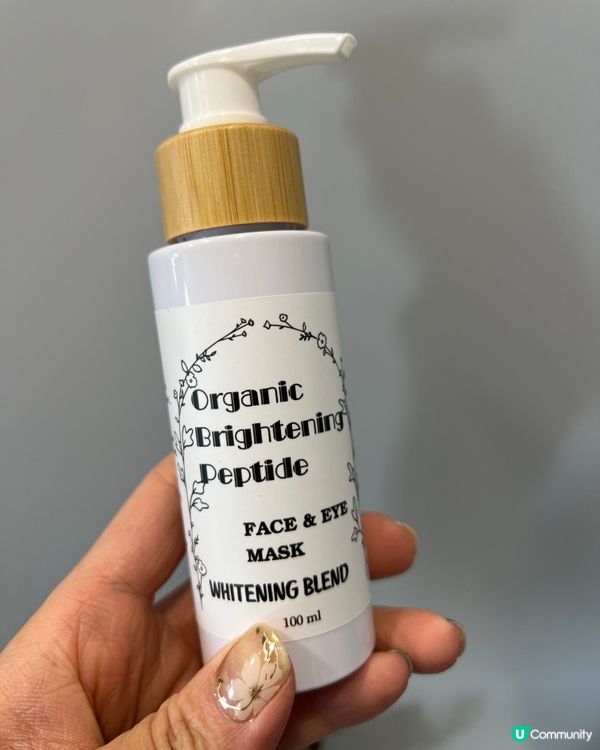 Organic
Brightening
Peptide
FACE & EYE
MASK
WHITENING BLEND
100 ml
U Community